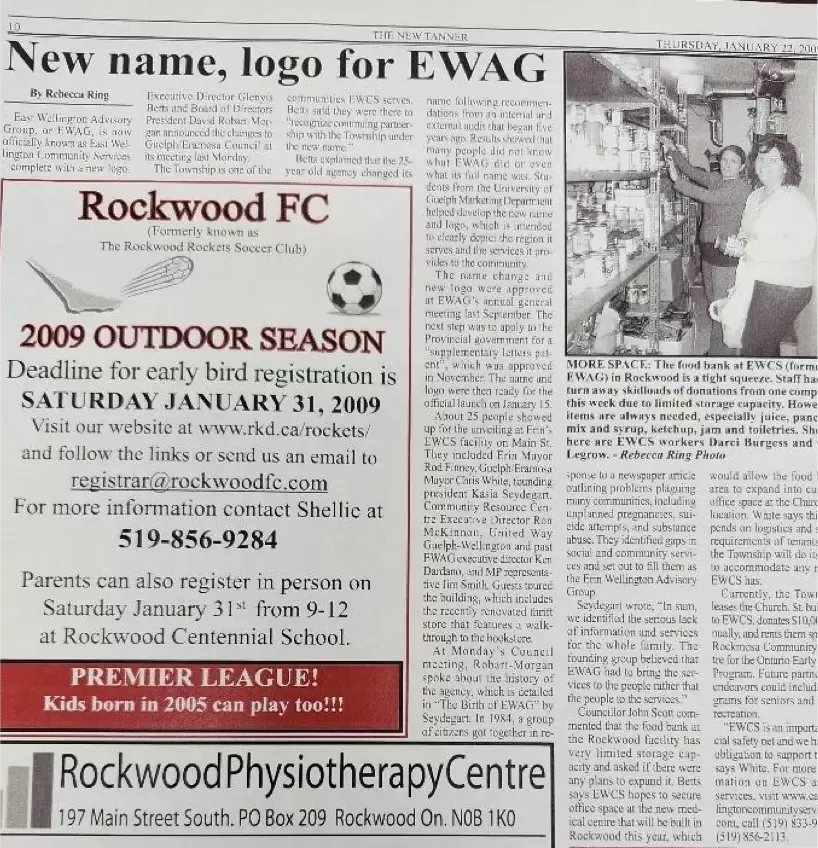 10
THE NEW TANNER
THURSDAY, JANUARY 22, 2009
New name, logo for EWAG
By Rebecca Ring
East Wellington Advisory
Group, or EWAG, is now
officially known as East Wel-
lington Community Services
complete with a new logo.
Executive Director Glenyis
Betts and Board of Directors
President David Robart-Mor-
gan announced the changes to
Guelph/Eramosa Council at
its meeting last Monday.
The Township is one of the
communities EWCS serves.
Betts said they were there to
"recognize continuing partner-
ship with the Township under
the new name."
Betts explained that the 25-
year old agency changed its
name following recommen-
dations from an internal and
external audit that began five
years ago. Results showed that
many people did not know
what EWAG did or even
what its full name was. Stu-
dents from the University of
Guelph Marketing Department
helped develop the new name
and logo, which is intended
to clearly depict the region it
serves and the services it pro-
vides to the community.
The name change and
new logo were approved
at EWAG's annual general
meeting last September. The
next step was to apply to the
Provincial government for a
"supplementary letters pat-
ent", which was approved
in November. The name and
logo were then ready for the
official launch on January 15.
About 25 people showed
up for the unveiling at Erin's
EWCS facility on Main St.
They included Erin Mayor
Rod Finney, Guelph/Eramosa
Mayor Chris White, founding
president Kasia Seydegart,
Community Resource Cen-
tre Executive Director Ron
McKinnon, United Way
Guelph-Wellington and past
EWAG executive director Ken
Dardano, and MP representa-
tive Jim Smith. Guests toured
the building, which includes
the recently renovated thrift
store that features a walk-
through to the bookstore.
At Monday's Council
meeting, Robart-Morgan
spoke about the history of
the agency, which is detailed
in "The Birth of EWAG" by
Seydegart. In 1984, a group
of citizens got together in re-
MORE SPACE: The food bank at EWCS (forme
EWAG) in Rockwood is a tight squeeze. Staff had
turn away skidloads of donations from one comp
this week due to limited storage capacity. Howe
items are always needed, especially juice, panc
mix and syrup, ketchup, jam and toiletries. Sho
here are EWCS workers Darci Burgess and
Legrow. - Rebecca Ring Photo
sponse to a newspaper article
outlining problems plaguing
many communities, including
unplanned pregnancies, sui-
cide attempts, and substance
abuse. They identified gaps in
social and community servi-
ces and set out to fill them as
the Erin Wellington Advisory
Group.
Seydegart wrote, "In sum,
we identified the serious lack
of information and services
for the whole family. The
founding group believed that
EWAG had to bring the ser-
vices to the people rather that
the people to the services."
Councillor John Scott com-
mented that the food bank at
the Rockwood facility has
very limited storage cap-
acity and asked if there were
any plans to expand it. Betts
says EWCS hopes to secure
office space at the new med-
ical centre that will be built in
Rockwood this year, which
would allow the food
area to expand into cu
office space at the Churc
location. White says thi
pends on logistics and s
requirements of tenants
the Township will do its
to accommodate any n
EWCS has.
Currently, the Town
leases the Church. St. bu
to EWCS, donates $10,00
nually, and rents them sp
Rockmosa Community
tre for the Ontario Early
Program. Future partne
endeavors could includ
grams for seniors and
recreation.
"EWCS is an importa
cial safety net and we h
obligation to support t
says White. For more
mation on EWCS a
services, visit www.ea
lingtoncommunityserv
com, call (519) 833-9
(519) 856-2113.
Rockwood FC
(Formerly known as
The Rockwood Rockets Soccer Club)
2009 OUTDOOR SEASON
Deadline for early bird registration is
SATURDAY JANUARY 31, 2009
Visit our website at www.rkd.ca/rockets/
and follow the links or send us an email to
registrar@rockwoodfc.com
For more information contact Shellie at
519-856-9284
Parents can also register in person on
Saturday January 31st from 9-12
at Rockwood Centennial School.
PREMIER LEAGUE!
Kids born in 2005 can play too!!!
Rockwood Physiotherapy Centre
197 Main Street South. PO Box 209 Rockwood On. N0B 1K0